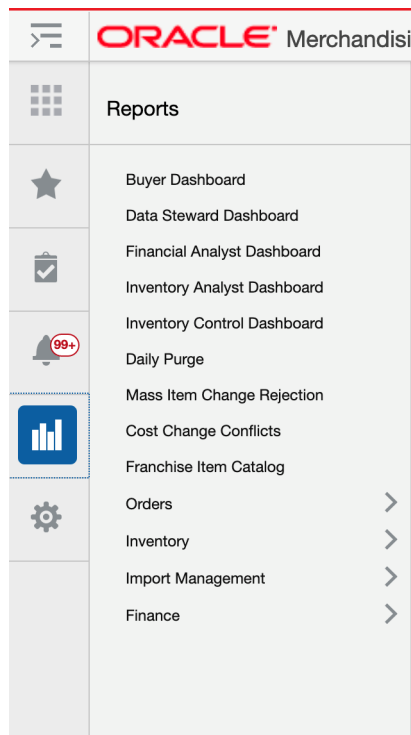 ORACLE Merchandisi
Reports
Buyer Dashboard
Data Steward Dashboard
Financial Analyst Dashboard
Inventory Analyst Dashboard
Inventory Control Dashboard
99+
Daily Purge
Mass Item Change Rejection
Cost Change Conflicts
Franchise Item Catalog
Orders
Inventory
Import Management
Finance